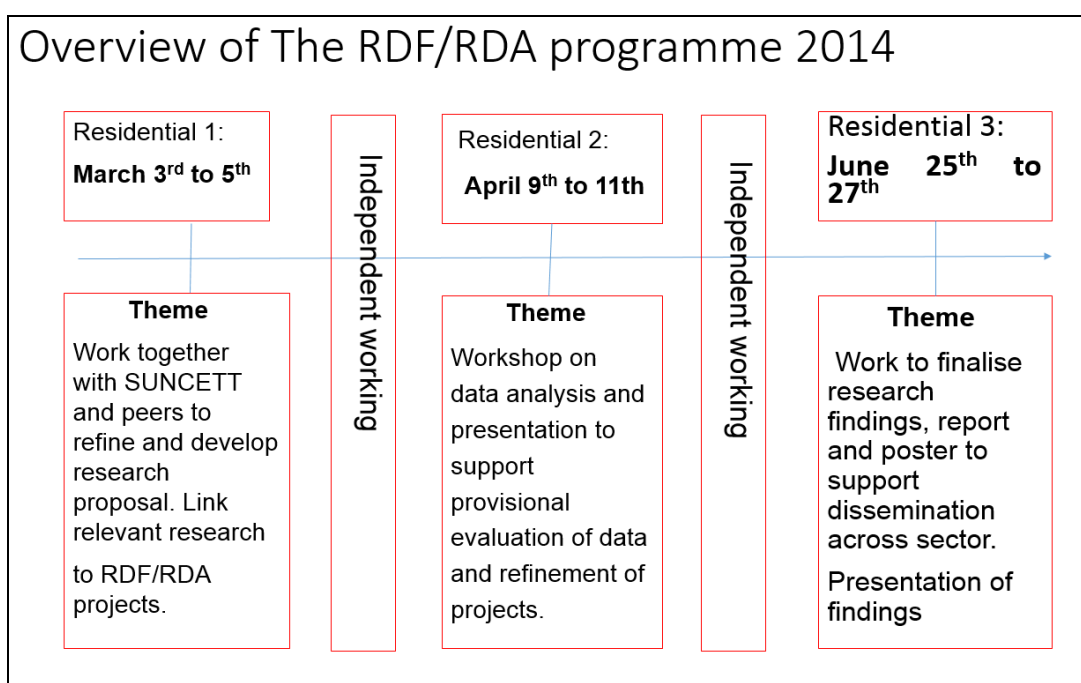 Overview of The RDF/RDA programme 2014
Residential 1:
March 3rd to 5th
Theme
Work together
with SUNCETT
and peers to
refine and develop
research
proposal. Link
relevant research
to RDF/RDA
projects.
Independent working
Residential 2:
April 9th to 11th
Theme
Workshop on
data analysis and
presentation to
support
provisional
evaluation of data
and refinement of
projects.
Independent working
Residential 3:
June 25th to
27th
Theme
Work to finalise
research
findings, report
and poster to
support
dissemination
across sector.
Presentation of
findings